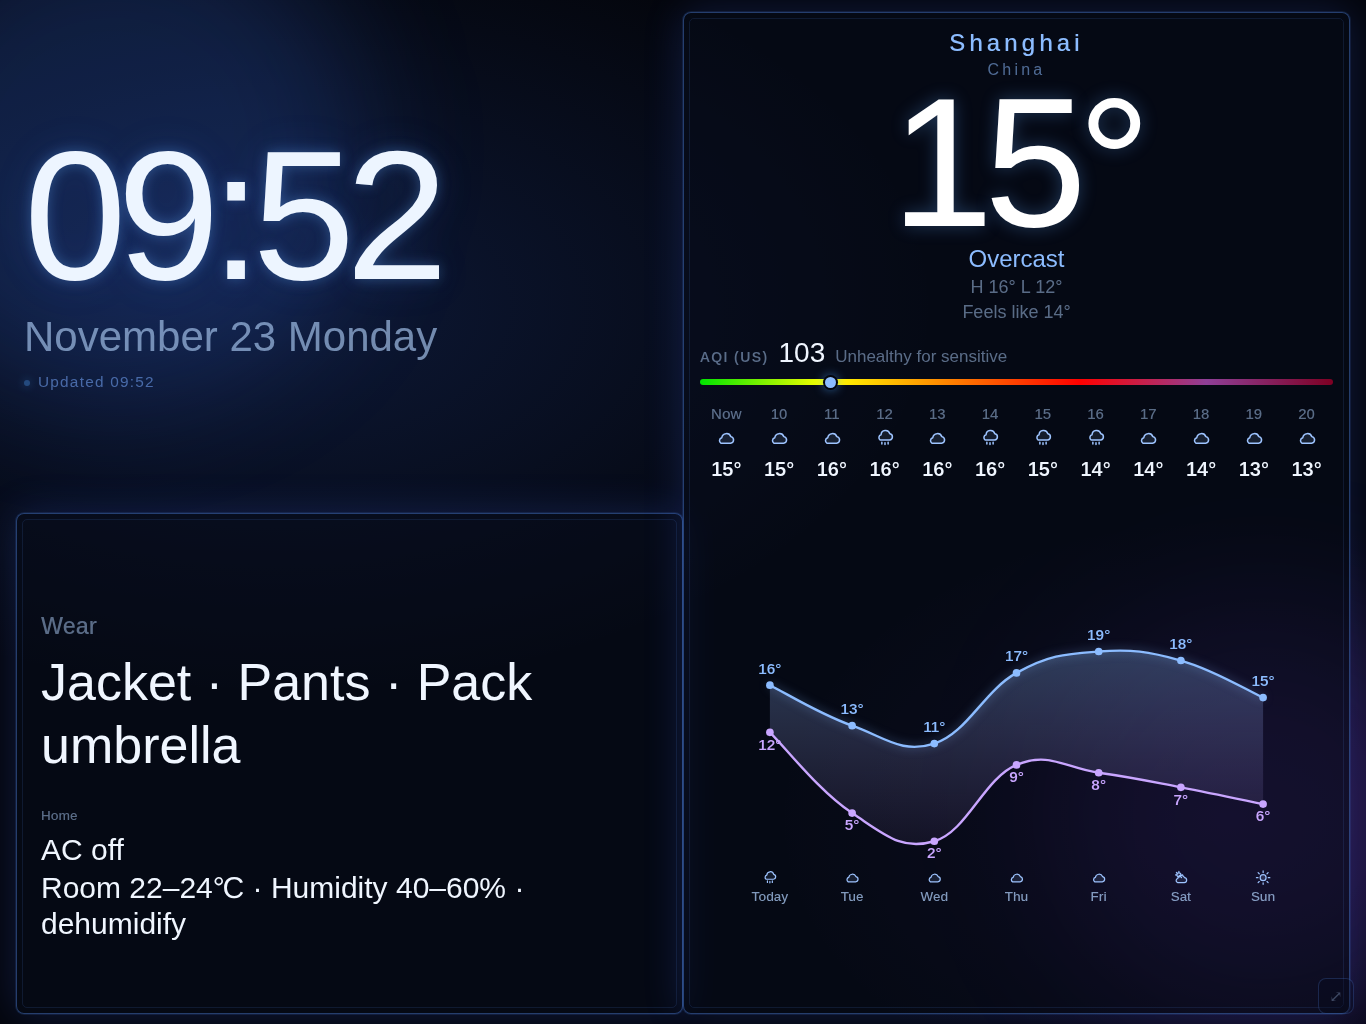 09:52
November 23 Monday
Updated 09:52
Wear
Jacket · Pants · Pack
umbrella
Home
AC off
Room 22–24℃ · Humidity 40–60% ·
dehumidify
Shanghai
China
15°
Overcast
H 16° L 12°
Feels like 14°
AQI (US) 103 Unhealthy for sensitive
Now 10 11 12 13 14 15 16 17 18 19 20
15° 15° 16° 16° 16° 16° 15° 14° 14° 14° 13° 13°
16° 13° 11° 17° 19° 18° 15°
12° 5° 2° 9° 8° 7° 6°
Today Tue Wed Thu Fri Sat Sun